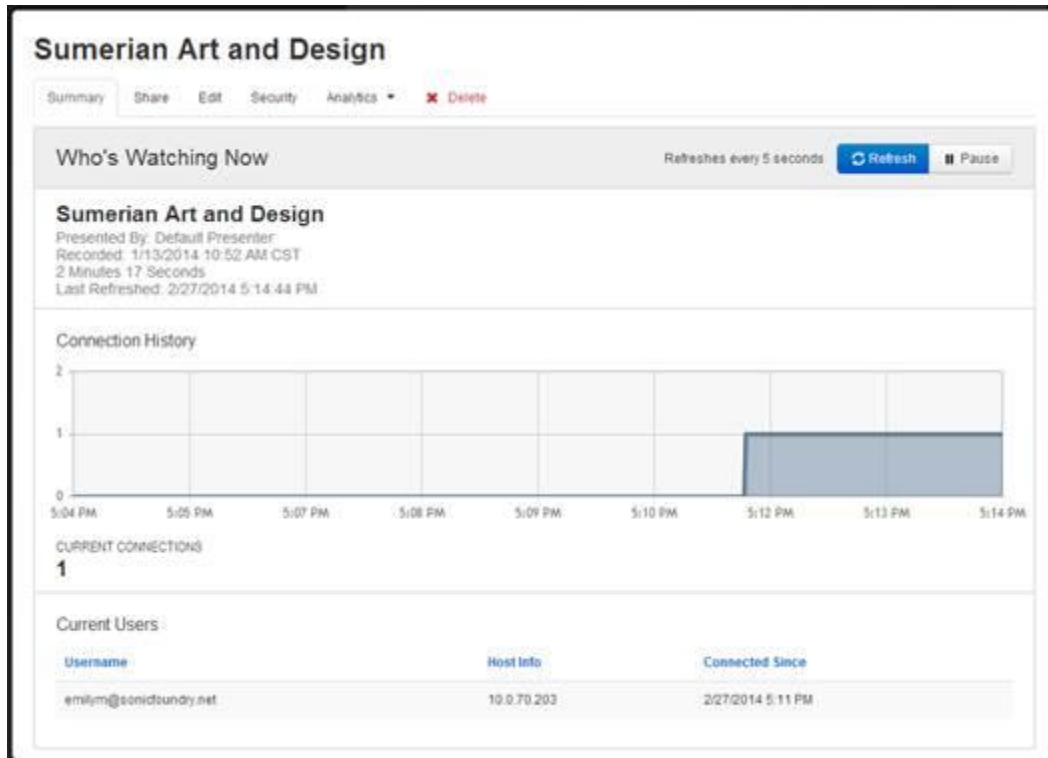 Sumerian Art and Design
Summary Share Edit Security Analytics Delete
Who's Watching Now Refreshes every 5 seconds Refresh Pause
Sumerian Art and Design
Presented By: Default Presenter
Recorded: 1/13/2014 10:52 AM CST
2 Minutes 17 Seconds
Last Refreshed: 2/27/2014 5:14:44 PM
Connection History
2
1
0
5:04 PM 5:05 PM 5:07 PM 5:08 PM 5:09 PM 5:10 PM 5:12 PM 5:13 PM 5:14 PM
CURRENT CONNECTIONS
1
Current Users
Username Host Info Connected Since
emilym@sonicfoundry.net 10.0.70.203 2/27/2014 5:11 PM